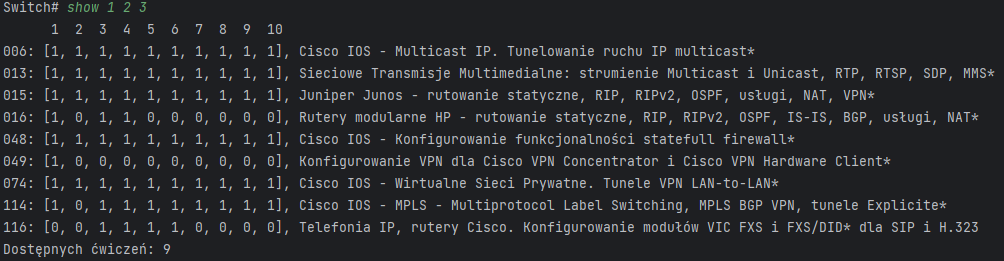 Switch# show 1 2 3
1 2 3 4 5 6 7 8 9 10
006: [1, 1, 1, 1, 1, 1, 1, 1, 1, 1], Cisco IOS - Multicast IP. Tunelowanie ruchu IP multicast*
013: [1, 1, 1, 1, 1, 1, 1, 1, 1, 1], Sieciowe Transmisje Multimedialne: strumienie Multicast i Unicast, RTP, RTSP, SDP, MMS*
015: [1, 1, 1, 1, 1, 1, 1, 1, 1, 1], Juniper Junos - rutowanie statyczne, RIP, RIPv2, OSPF, usługi, NAT, VPN*
016: [1, 0, 1, 1, 0, 0, 0, 0, 0, 0], Rutery modularne HP - rutowanie statyczne, RIP, RIPv2, OSPF, IS-IS, BGP, usługi, NAT*
048: [1, 1, 1, 1, 1, 1, 1, 1, 1, 1], Cisco IOS - Konfigurowanie funkcjonalności statefull firewall*
049: [1, 0, 0, 0, 0, 0, 0, 0, 0, 0], Konfigurowanie VPN dla Cisco VPN Concentrator i Cisco VPN Hardware Client*
074: [1, 1, 1, 1, 1, 1, 1, 1, 1, 1], Cisco IOS - Wirtualne Sieci Prywatne. Tunele VPN LAN-to-LAN*
114: [1, 0, 1, 1, 1, 1, 1, 1, 1, 1], Cisco IOS - MPLS - Multiprotocol Label Switching, MPLS BGP VPN, tunele Explicite*
116: [0, 0, 1, 1, 1, 1, 0, 0, 0, 0], Telefonia IP, rutery Cisco. Konfigurowanie modułów VIC FXS i FXS/DID* dla SIP i H.323
Dostępnych ćwiczeń: 9